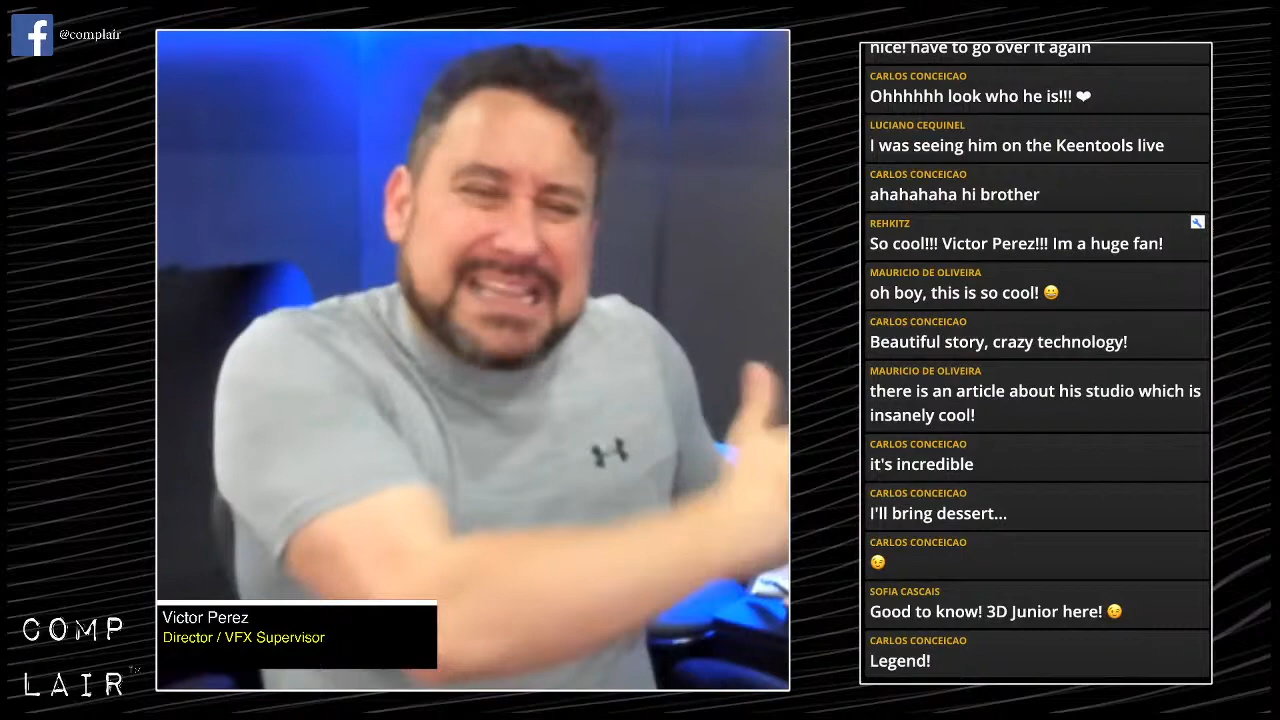 @complair
Victor Perez
Director / VFX Supervisor
COMP
LAIR™
nice! have to go over it again
CARLOS CONCEICAO
Ohhhhhh look who he is!!! ❤
LUCIANO CEQUINEL
I was seeing him on the Keentools live
CARLOS CONCEICAO
ahahahaha hi brother
REHKITZ
So cool!!! Victor Perez!!! Im a huge fan!
MAURICIO DE OLIVEIRA
oh boy, this is so cool! 😀
CARLOS CONCEICAO
Beautiful story, crazy technology!
MAURICIO DE OLIVEIRA
there is an article about his studio which is
insanely cool!
CARLOS CONCEICAO
it's incredible
CARLOS CONCEICAO
I'll bring dessert...
CARLOS CONCEICAO
😉
SOFIA CASCAIS
Good to know! 3D Junior here! 😉
CARLOS CONCEICAO
Legend!